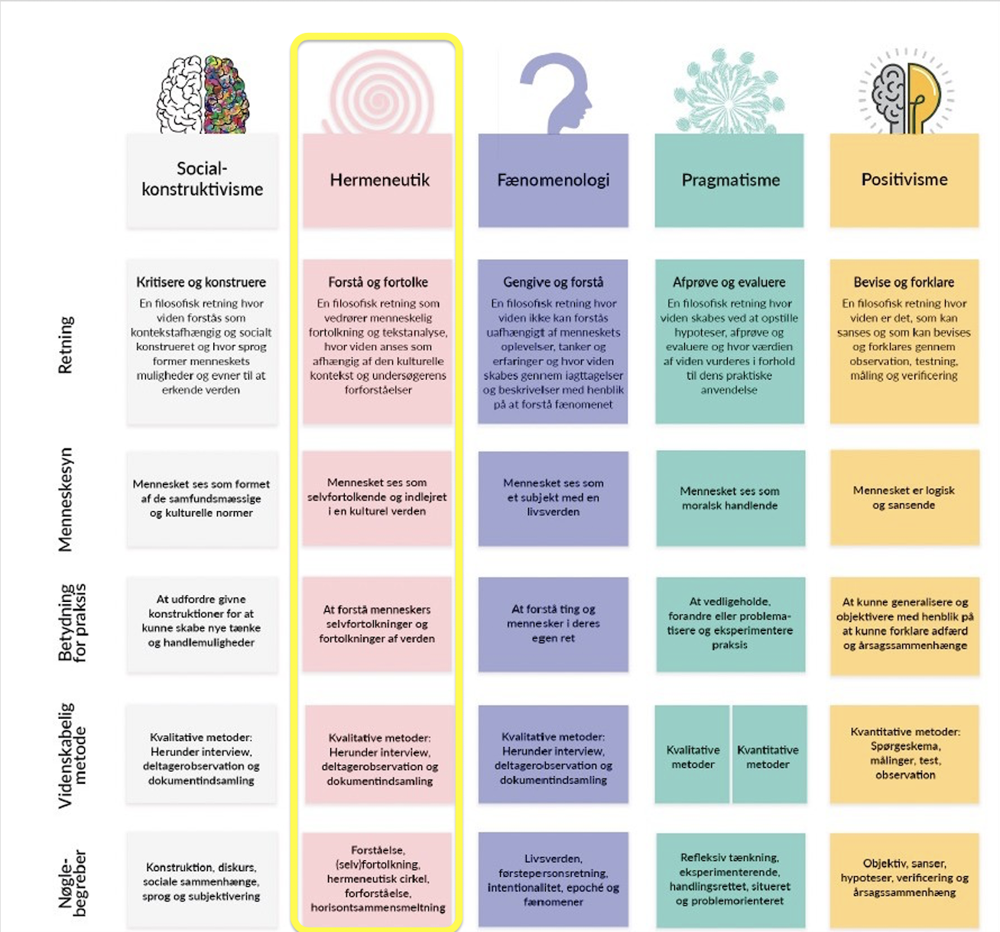 Social-
konstruktivisme
Hermeneutik
Fænomenologi
Pragmatisme
Positivisme
Retning
Kritisere og konstruere
En filosofisk retning hvor
viden forstås som
kontekstafhængig og socialt
konstrueret og hvor sprog
former menneskets
muligheder og evner til at
erkende verden
Forstå og fortolke
En filosofisk retning som
vedrører menneskelig
fortolkning og tekstanalyse,
hvor viden anses som
afhængig af den kulturelle
kontekst og undersøgerens
forforståelser
Gengive og forstå
En filosofisk retning hvor
viden ikke kan forstås
uafhængigt af menneskets
oplevelser, tanker og
erfaringer og hvor viden
skabes gennem iagttagelser
og beskrivelser med henblik
på at forstå fænomenet
Afprøve og evaluere
En filosofisk retning hvor
viden skabes ved at opstille
hypoteser, afprøve og
evaluere og hvor værdien
af viden vurderes i forhold
til dens praktiske
anvendelse
Bevise og forklare
En filosofisk retning hvor
viden er det, som kan
sanses og som kan bevises
og forklares gennem
observation, testning,
måling og verificering
Menneskesyn
Mennesket ses som formet
af de samfundsmæssige
og kulturelle normer
Mennesket ses som
selvfortolkende og indlejret
i en kulturel verden
Mennesket ses som
et subjekt med en
livsverden
Mennesket ses som
moralsk handlende
Mennesket er logisk
og sansende
Betydning
for praksis
At udfordre givne
konstruktioner for at
kunne skabe nye tænke
og handlemuligheder
At forstå menneskers
selvfortolkninger og
fortolkninger af verden
At forstå ting og
mennesker i deres
egen ret
At vedligeholde,
forandre eller problema-
tisere og eksperimentere
praksis
At kunne generalisere og
objektivere med henblik på
at kunne forklare adfærd
og årsagssammenhænge
Videnskabelig
metode
Kvalitative metoder:
Herunder interview,
deltagerobservation og
dokumentindsamling
Kvalitative metoder:
Herunder interview,
deltagerobservation og
dokumentindsamling
Kvalitative metoder:
Herunder interview,
deltagerobservation og
dokumentindsamling
Kvalitative
metoder
Kvantitative
metoder
Kvantitative metoder:
Spørgeskema,
målinger, test,
observation
Nøgle-
begreber
Konstruktion, diskurs,
sociale sammenhænge,
sprog og subjektivering
Forståelse,
(selv)fortolkning,
hermeneutisk cirkel,
forforståelse,
horisontsammensmeltning
Livsverden,
førstepersonsretning,
intentionalitet, epoché og
fænomener
Refleksiv tænkning,
eksperimenterende,
handlingsrettet, situeret
og problemorienteret
Objektiv, sanser,
hypoteser, verificering og
årsagssammenhæng